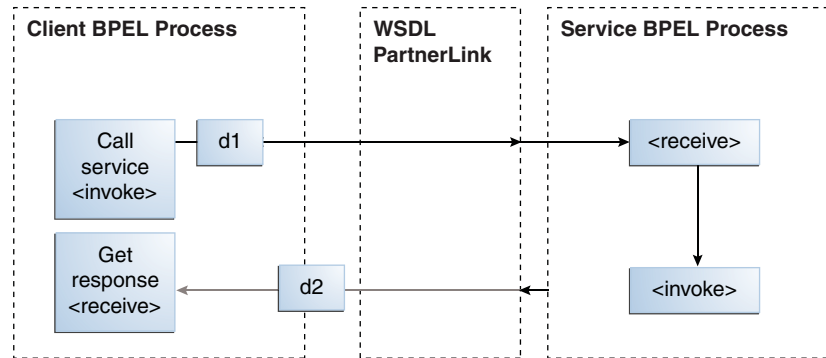 Client BPEL Process
WSDL
PartnerLink
Service BPEL Process
Call
service
<invoke>
d1
<receive>
Get
response
<receive>
d2
<invoke>